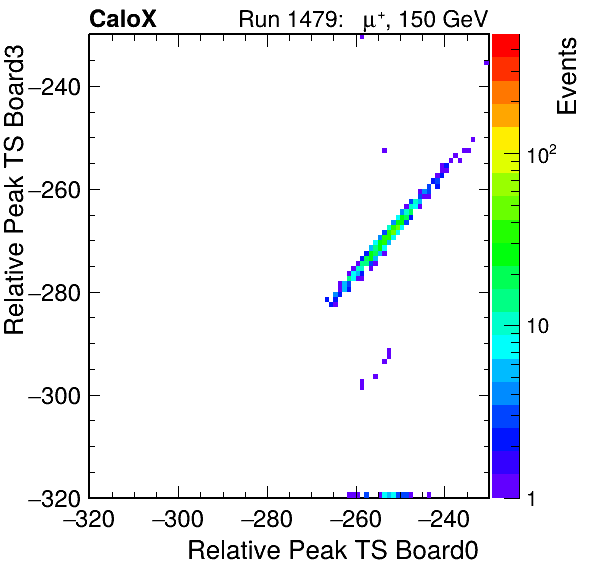 CaloX Run 1479: μ⁺, 150 GeV
Relative Peak TS Board3
−240
−260
−280
−300
−320
−320 −300 −280 −260 −240
Relative Peak TS Board0
Events
10²
10
1